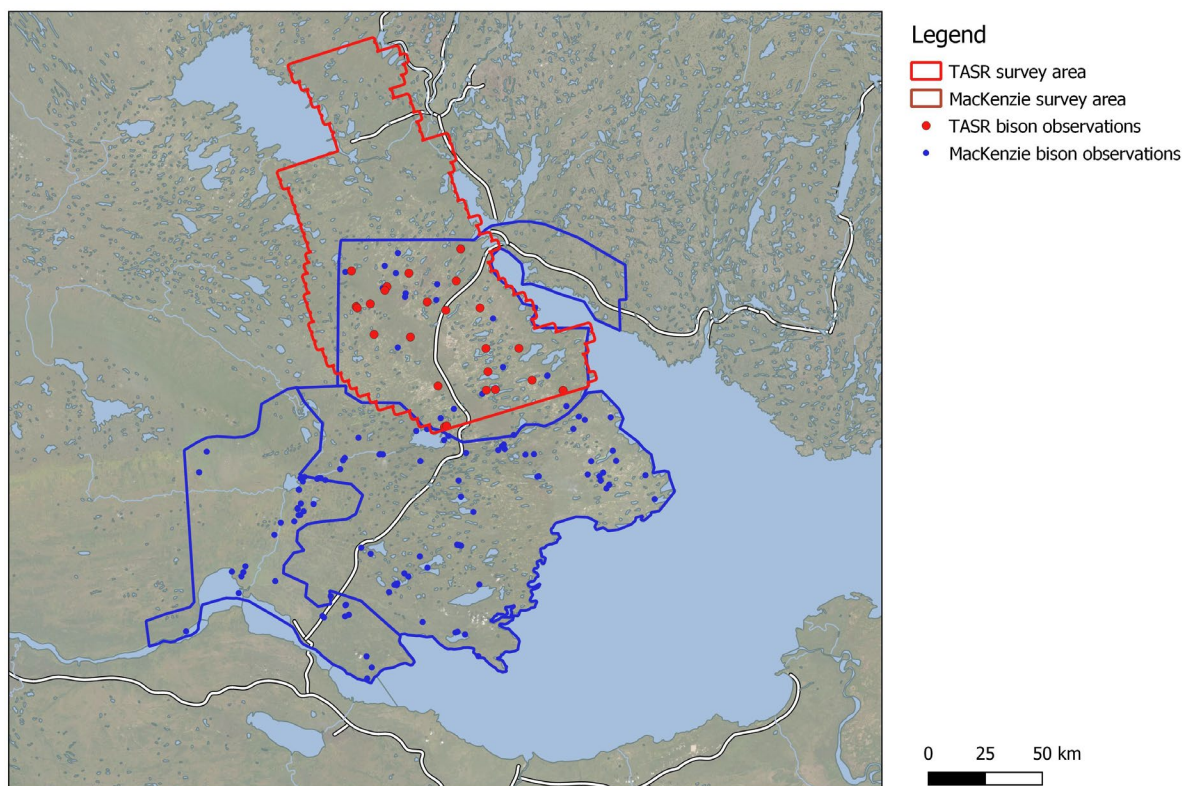 Legend
TASR survey area
MacKenzie survey area
TASR bison observations
MacKenzie bison observations
0 25 50 km